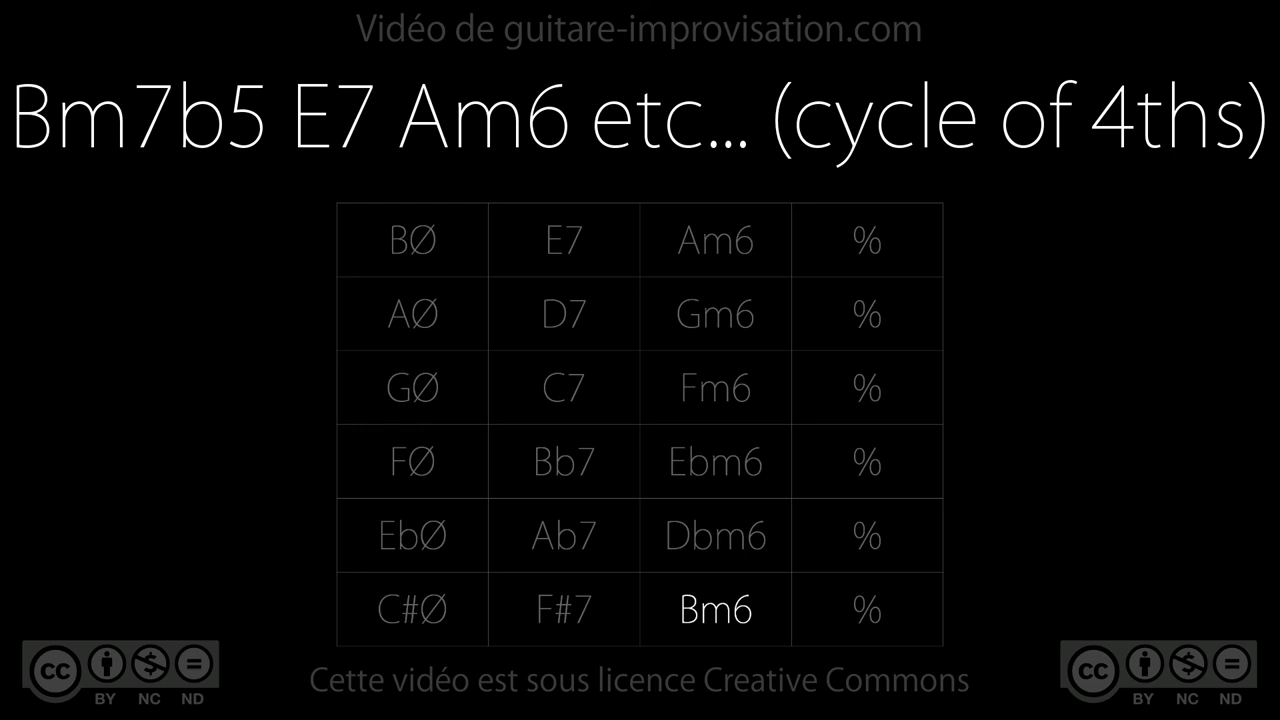 Vidéo de guitare-improvisation.com
Bm7b5 E7 Am6 etc... (cycle of 4ths)
BØ E7 Am6 %
AØ D7 Gm6 %
GØ C7 Fm6 %
FØ Bb7 Ebm6 %
EbØ Ab7 Dbm6 %
C#Ø F#7 Bm6 %
cc BY NC ND
Cette vidéo est sous licence Creative Commons
cc BY NC ND